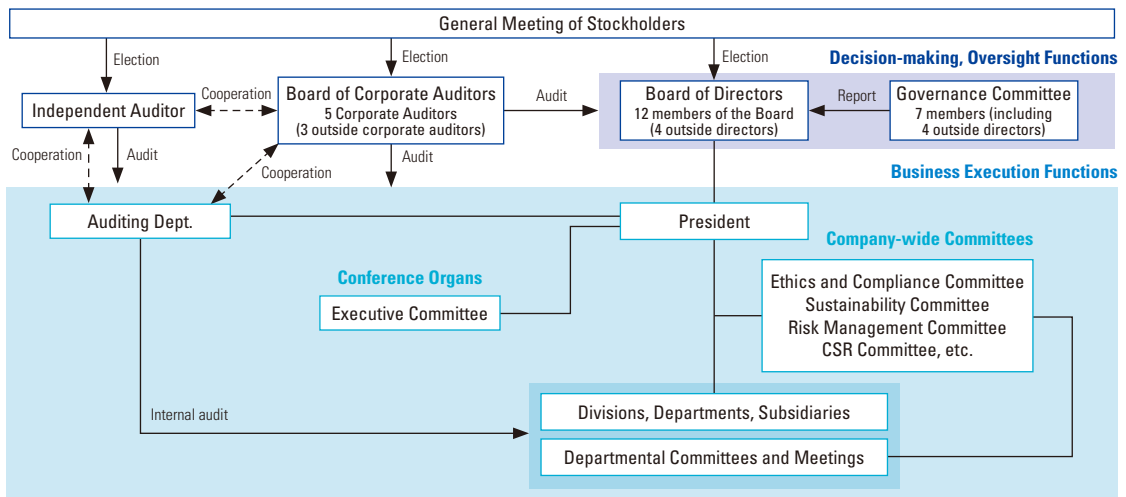 General Meeting of Stockholders
Election
Election
Election
Decision-making, Oversight Functions
Independent Auditor
Cooperation
Board of Corporate Auditors
5 Corporate Auditors
(3 outside corporate auditors)
Audit
Board of Directors
12 members of the Board
(4 outside directors)
Report
Governance Committee
7 members (including
4 outside directors)
Cooperation
Audit
Cooperation
Audit
Business Execution Functions
Auditing Dept.
President
Company-wide Committees
Conference Organs
Executive Committee
Ethics and Compliance Committee
Sustainability Committee
Risk Management Committee
CSR Committee, etc.
Internal audit
Divisions, Departments, Subsidiaries
Departmental Committees and Meetings